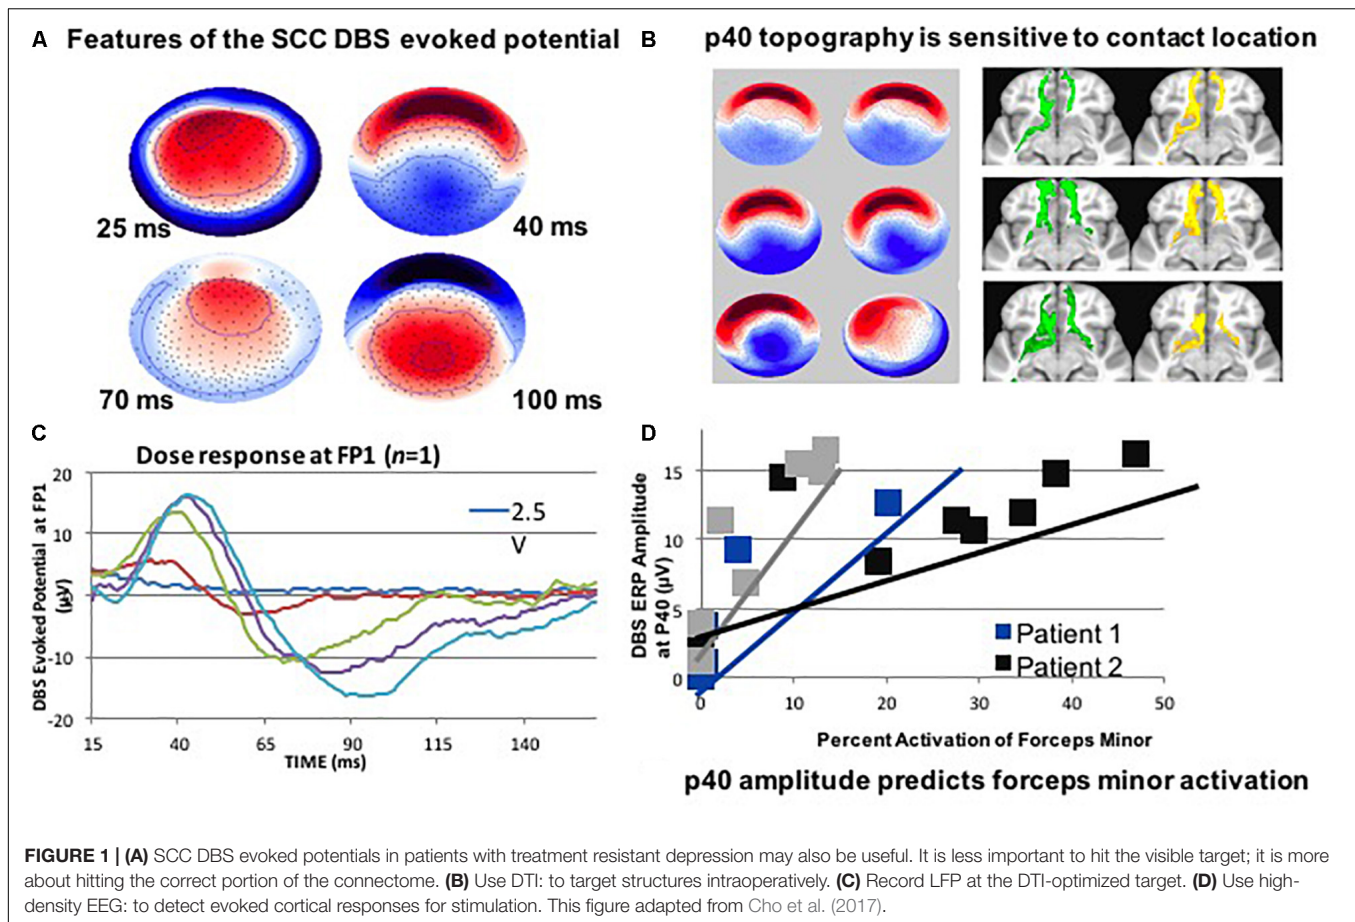 A Features of the SCC DBS evoked potential
25 ms
40 ms
70 ms
100 ms
B p40 topography is sensitive to contact location
C
Dose response at FP1 (n=1)
DBS Evoked Potential at FP1
(µV)
20
10
0
-10
-20
2.5
V
15 40 65 90 115 140
TIME (ms)
D
DBS ERP Amplitude
at P40 (µV)
15
10
5
0
Patient 1
Patient 2
0 10 20 30 40 50
Percent Activation of Forceps Minor
p40 amplitude predicts forceps minor activation
FIGURE 1 | (A) SCC DBS evoked potentials in patients with treatment resistant depression may also be useful. It is less important to hit the visible target; it is more
about hitting the correct portion of the connectome. (B) Use DTI: to target structures intraoperatively. (C) Record LFP at the DTI-optimized target. (D) Use high-
density EEG: to detect evoked cortical responses for stimulation. This figure adapted from Cho et al. (2017).